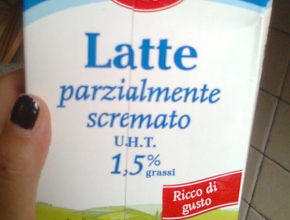 Latte
parzialmente
scremato
U.H.T.
1,5% grassi
Ricco di
gusto